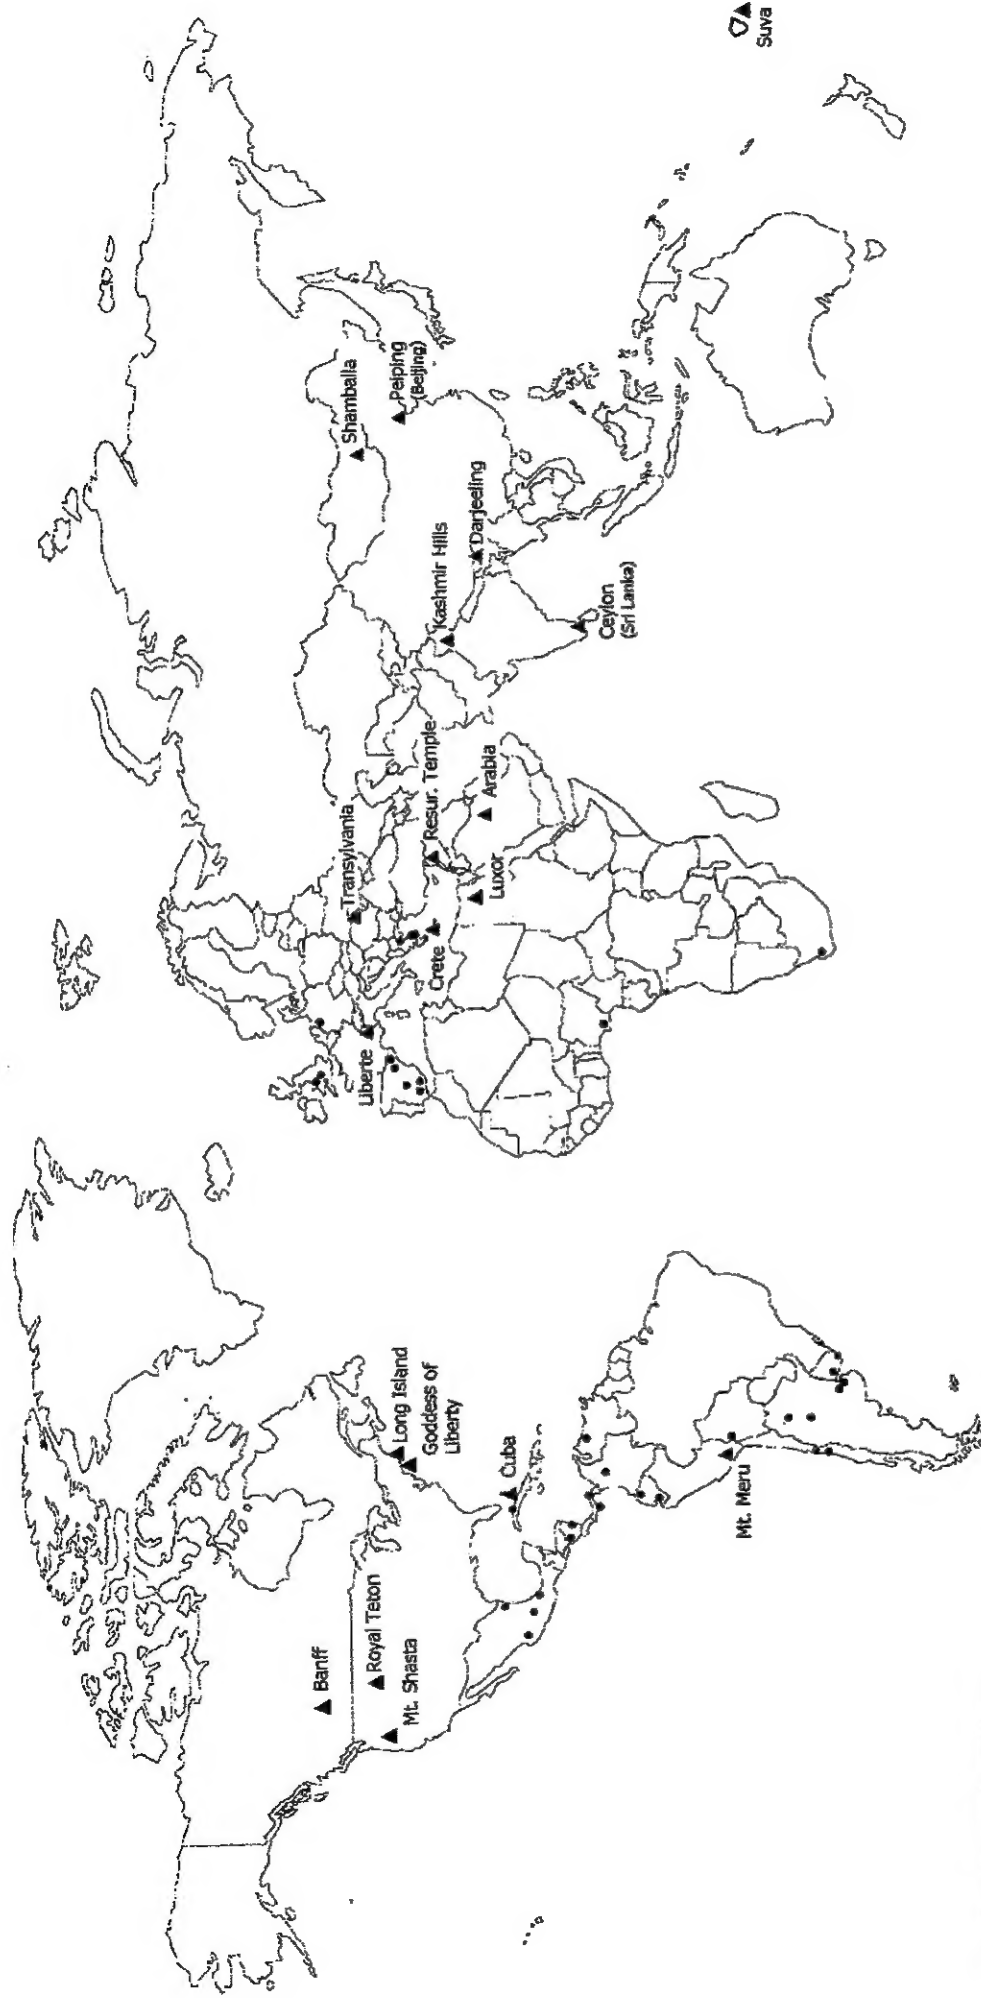 Banff
Royal Teton
Mt. Shasta
Long Island
Goddess of
Liberty
Cuba
Mt. Meru
Liberte
Transylvania
Crete
Resur. Temple
Luxor
Arabia
Kashmir Hills
Darjeeling
Ceylon
(Sri Lanka)
Shamballa
Peiping
(Beijing)
Suva